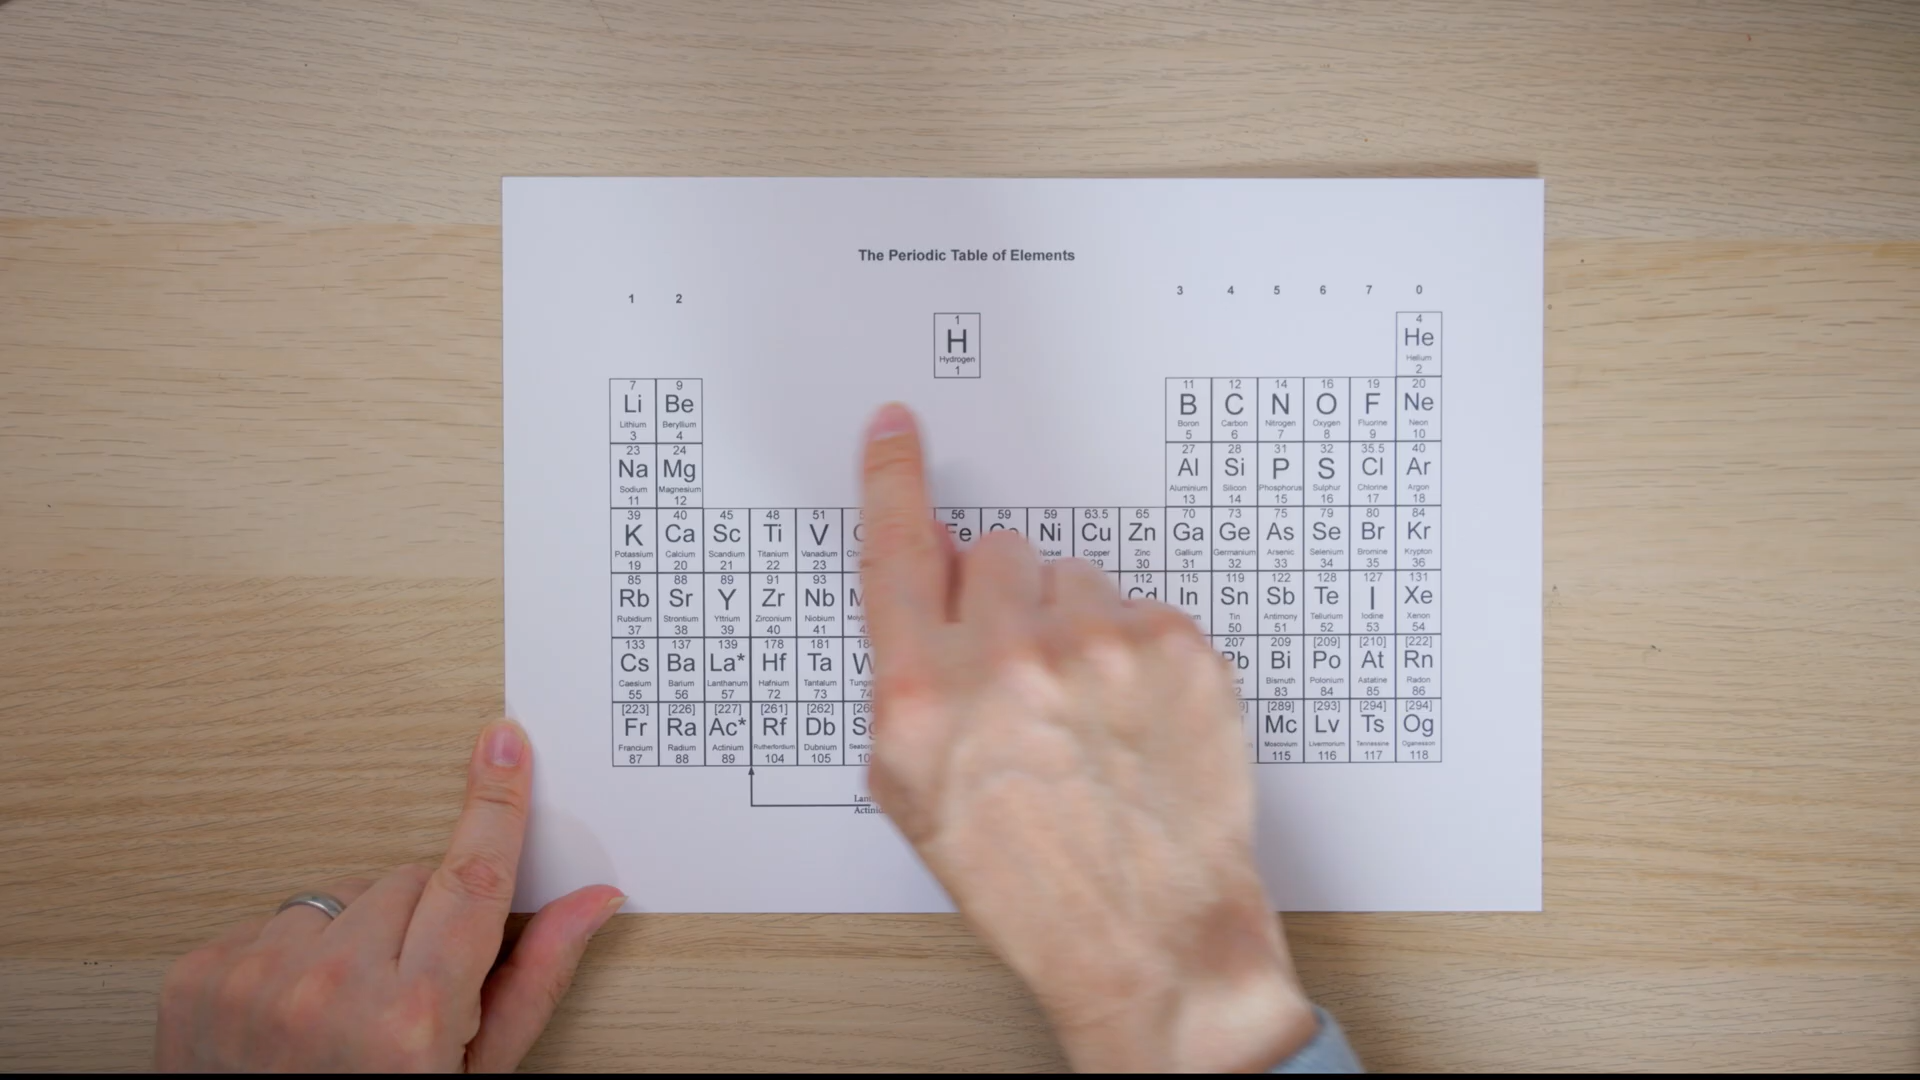 The Periodic Table of Elements
1 2 3 4 5 6 7 0
1 4
H He
Hydrogen Helium
1 2
7 9 11 12 14 16 19 20
Li Be B C N O F Ne
Lithium Beryllium Boron Carbon Nitrogen Oxygen Fluorine Neon
3 4 5 6 7 8 9 10
23 24 27 28 31 32 35.5 40
Na Mg Al Si P S Cl Ar
Sodium Magnesium Aluminium Silicon Phosphorus Sulphur Chlorine Argon
11 12 13 14 15 16 17 18
39 40 45 48 51 56 59 59 63.5 65 70 73 75 79 80 84
K Ca Sc Ti V Fe Ni Cu Zn Ga Ge As Se Br Kr
Potassium Calcium Scandium Titanium Vanadium Nickel Copper Zinc Gallium Germanium Arsenic Selenium Bromine Krypton
19 20 21 22 23 30 31 32 33 34 35 36
85 88 89 91 93 112 115 119 122 128 127 131
Rb Sr Y Zr Nb Cd In Sn Sb Te I Xe
Rubidium Strontium Yttrium Zirconium Niobium Tin Antimony Tellurium Iodine Xenon
37 38 39 40 41 50 51 52 53 54
133 137 139 178 181 207 209 [209] [210] [222]
Cs Ba La* Hf Ta W Pb Bi Po At Rn
Caesium Barium Lanthanum Hafnium Tantalum Bismuth Polonium Astatine Radon
55 56 57 72 73 74 83 84 85 86
[223] [226] [227] [261] [262] [289] [293] [294] [294]
Fr Ra Ac* Rf Db Sg Mc Lv Ts Og
Francium Radium Actinium Rutherfordium Dubnium Moscovium Livermorium Tennessine Oganesson
87 88 89 104 105 115 116 117 118